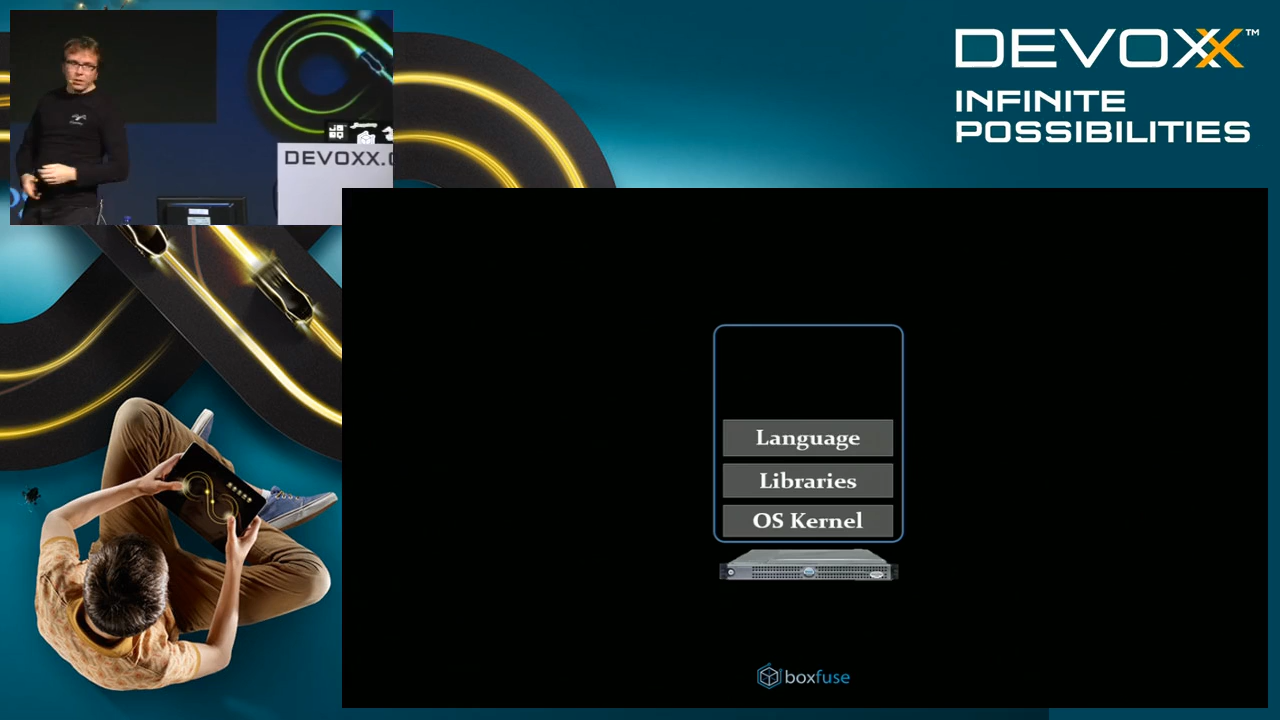 DEVOXX™
INFINITE
POSSIBILITIES
DEVOXX.
Language
Libraries
OS Kernel
boxfuse